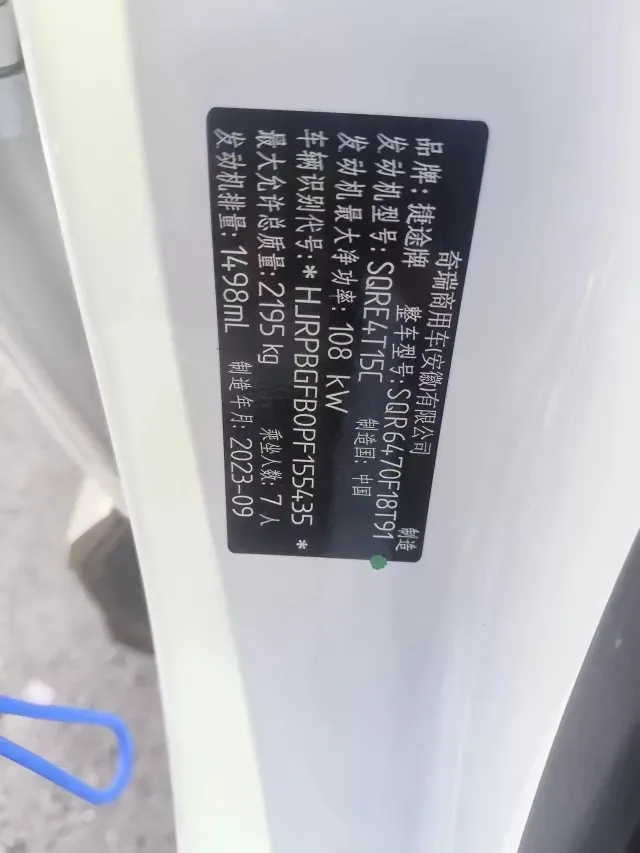 奇瑞商用车(安徽)有限公司 制造
品牌: 捷途牌 整车型号: SQR6470F18T91
发动机型号: SQRE4T15C 制造国: 中国
发动机最大净功率: 108 kW
车辆识别代号: *HJRPBGFB0PF155435*
最大允许总质量: 2195 kg 乘坐人数: 7人
发动机排量: 1498ml 制造年月: 2023-09